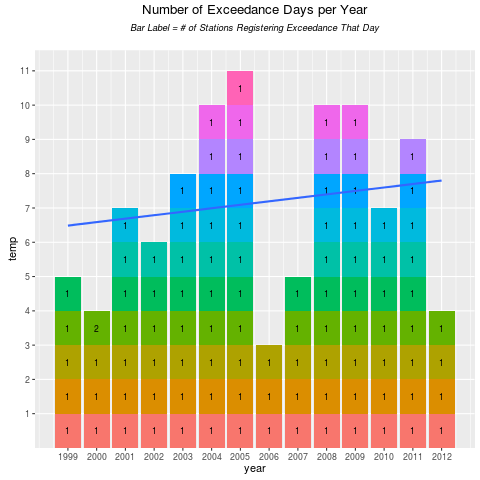 Number of Exceedance Days per Year
Bar Label = # of Stations Registering Exceedance That Day
11
1
10
1 1 1 1
9
1 1 1 1 1
8
1 1 1 1 1 1
7
1 1 1 1 1 1 1 1
6
1 1 1 1 1 1 1 1 1
5
1 1 1 1 1 1 1 1 1 1 1
4
1 2 1 1 1 1 1 1 1 1 1 1 1
3
1 1 1 1 1 1 1 1 1 1 1 1 1 1
2
1 1 1 1 1 1 1 1 1 1 1 1 1 1
1
1 1 1 1 1 1 1 1 1 1 1 1 1 1
temp
1999 2000 2001 2002 2003 2004 2005 2006 2007 2008 2009 2010 2011 2012
year